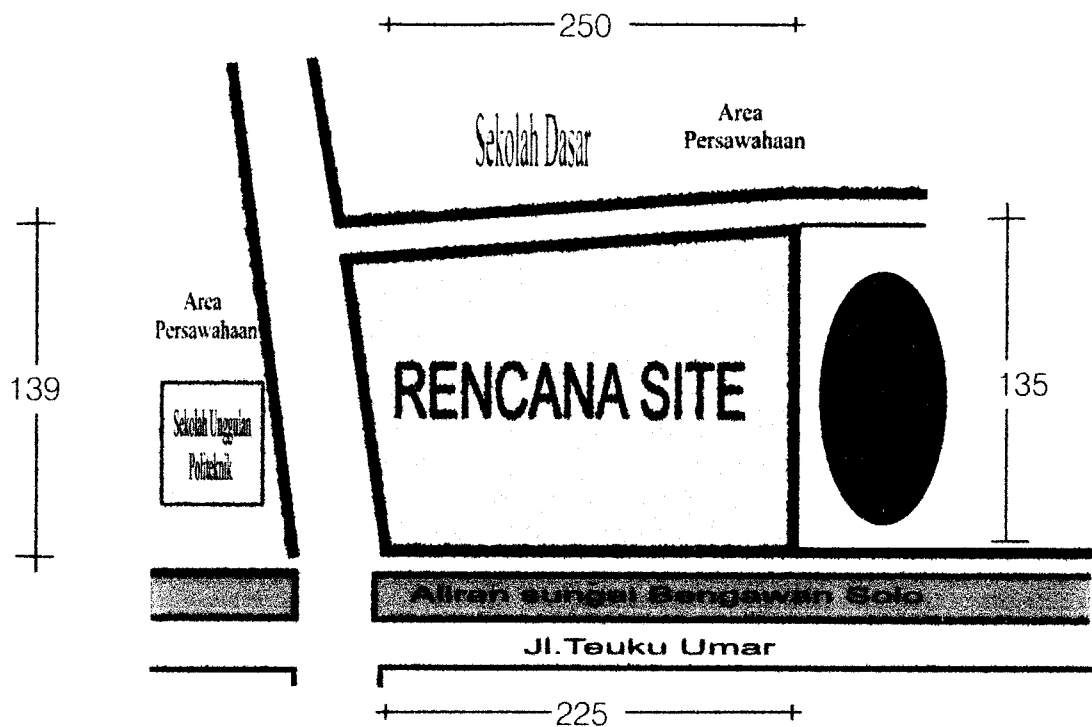 250
Sekolah Dasar
Area
Persawahaan
Area
Persawahaan
139
RENCANA SITE
135
Sekolah Unggulan
Politeknik
Aliran sungai Bengawan Solo
Jl.Teuku Umar
225